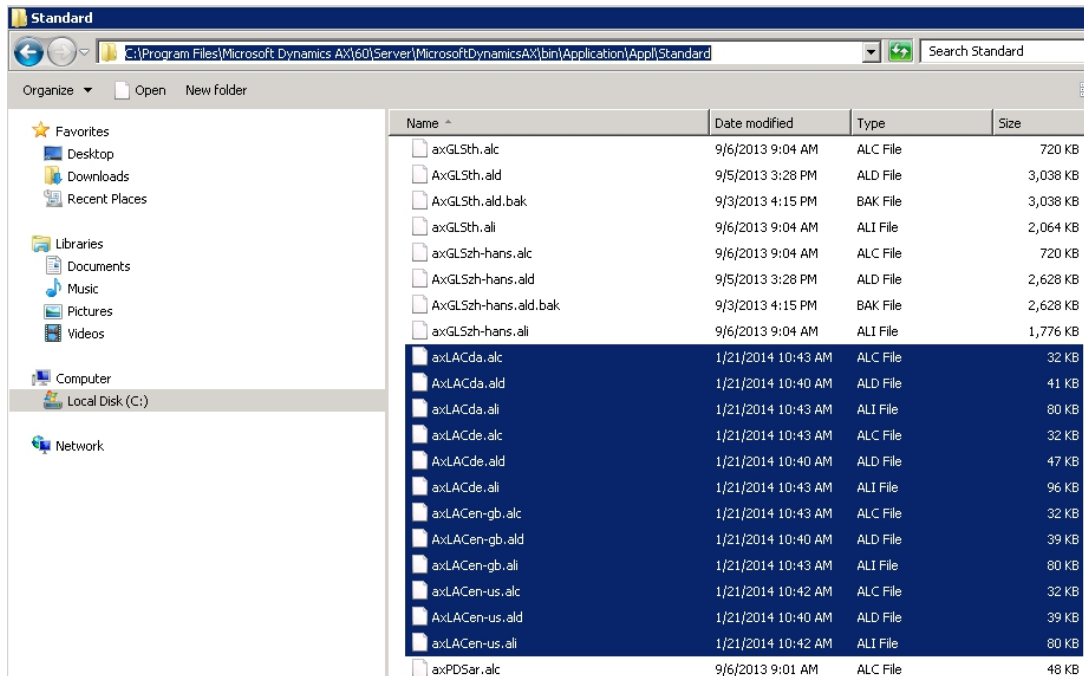 Standard
C:\Program Files\Microsoft Dynamics AX\60\Server\MicrosoftDynamicsAX\bin\Application\Appl\Standard
Search Standard
Organize Open New folder
Favorites
Desktop
Downloads
Recent Places
Libraries
Documents
Music
Pictures
Videos
Computer
Local Disk (C:)
Network
Name Date modified Type Size
axGLSth.alc 9/6/2013 9:04 AM ALC File 720 KB
AxGLSth.ald 9/5/2013 3:28 PM ALD File 3,038 KB
AxGLSth.ald.bak 9/3/2013 4:15 PM BAK File 3,038 KB
axGLSth.ali 9/6/2013 9:04 AM ALI File 2,064 KB
axGLSzh-hans.alc 9/6/2013 9:04 AM ALC File 720 KB
AxGLSzh-hans.ald 9/5/2013 3:28 PM ALD File 2,628 KB
AxGLSzh-hans.ald.bak 9/3/2013 4:15 PM BAK File 2,628 KB
axGLSzh-hans.ali 9/6/2013 9:04 AM ALI File 1,776 KB
axLACda.alc 1/21/2014 10:43 AM ALC File 32 KB
AxLACda.ald 1/21/2014 10:40 AM ALD File 41 KB
axLACda.ali 1/21/2014 10:43 AM ALI File 80 KB
axLACde.alc 1/21/2014 10:43 AM ALC File 32 KB
AxLACde.ald 1/21/2014 10:40 AM ALD File 47 KB
axLACde.ali 1/21/2014 10:43 AM ALI File 96 KB
axLACen-gb.alc 1/21/2014 10:43 AM ALC File 32 KB
AxLACen-gb.ald 1/21/2014 10:40 AM ALD File 39 KB
axLACen-gb.ali 1/21/2014 10:43 AM ALI File 80 KB
axLACen-us.alc 1/21/2014 10:42 AM ALC File 32 KB
AxLACen-us.ald 1/21/2014 10:40 AM ALD File 39 KB
axLACen-us.ali 1/21/2014 10:42 AM ALI File 80 KB
axPDSar.alc 9/6/2013 9:01 AM ALC File 48 KB